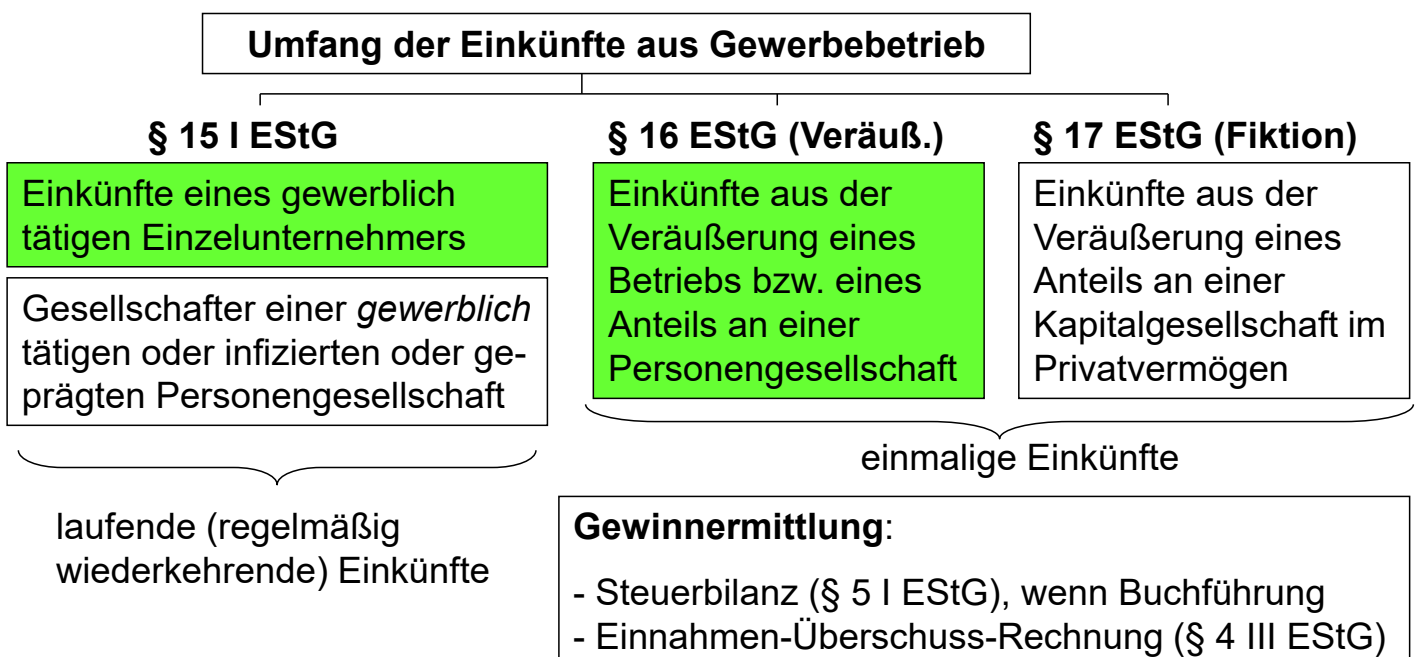 Umfang der Einkünfte aus Gewerbebetrieb
§ 15 I EStG
Einkünfte eines gewerblich
tätigen Einzelunternehmers
Gesellschafter einer gewerblich
tätigen oder infizierten oder ge-
prägten Personengesellschaft
laufende (regelmäßig
wiederkehrende) Einkünfte
§ 16 EStG (Veräuß.)
Einkünfte aus der
Veräußerung eines
Betriebs bzw. eines
Anteils an einer
Personengesellschaft
§ 17 EStG (Fiktion)
Einkünfte aus der
Veräußerung eines
Anteils an einer
Kapitalgesellschaft im
Privatvermögen
einmalige Einkünfte
Gewinnermittlung:
- Steuerbilanz (§ 5 I EStG), wenn Buchführung
- Einnahmen-Überschuss-Rechnung (§ 4 III EStG)